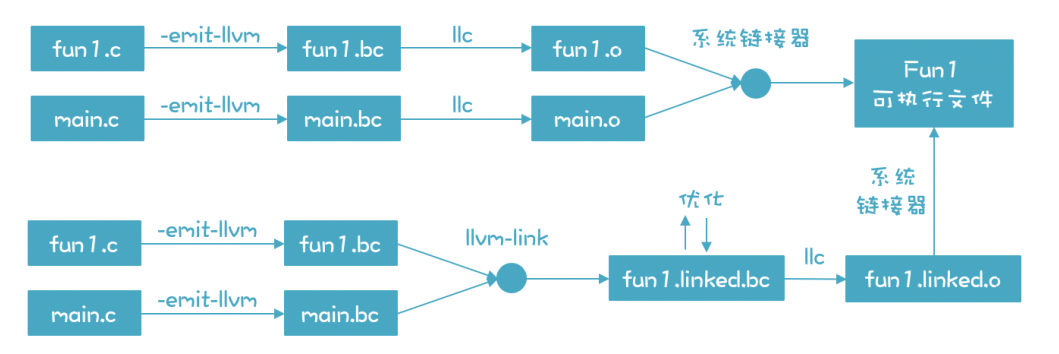 fun1.c
-emit-llvm
fun1.bc
llc
fun1.o
系统链接器
Fun1
可执行文件
main.c
-emit-llvm
main.bc
llc
main.o
系统
链接器
fun1.c
-emit-llvm
fun1.bc
llvm-link
优化
fun1.linked.bc
llc
fun1.linked.o
main.c
-emit-llvm
main.bc